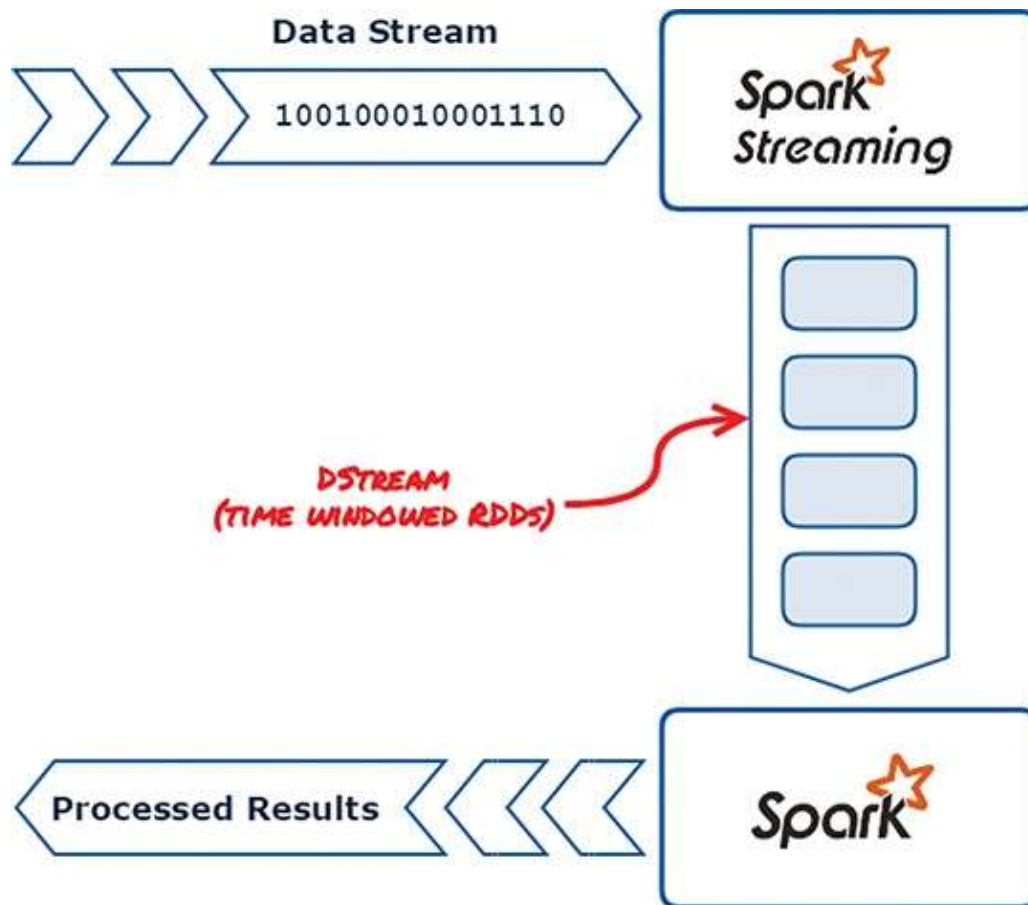 Data Stream
100100010001110
Spark
Streaming
DSTREAM
(TIME WINDOWED RDDS)
Processed Results
Spark